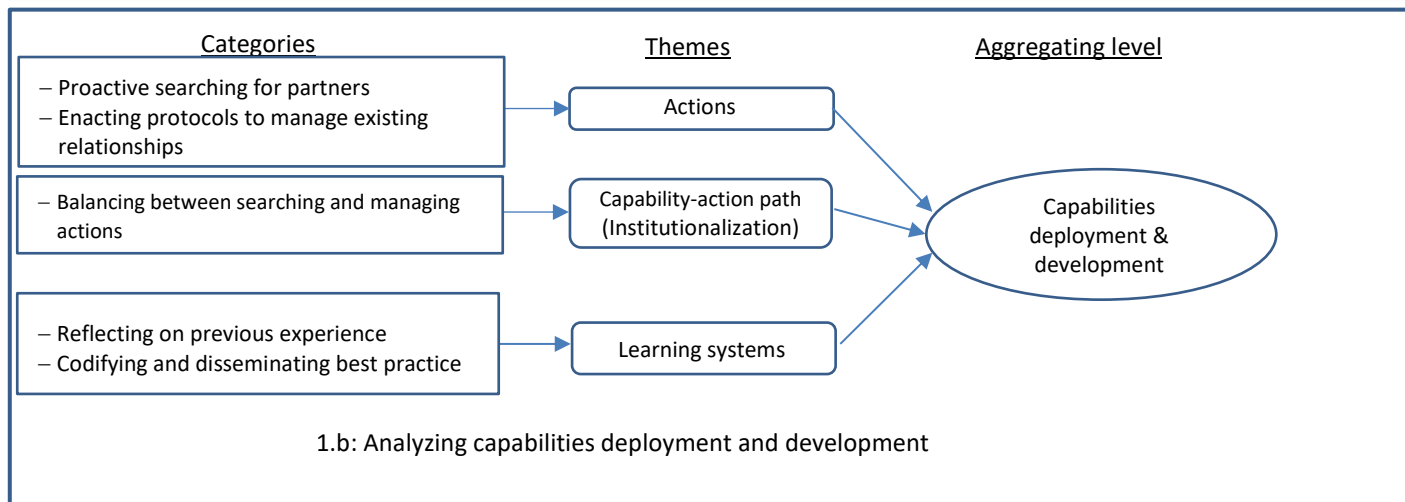 Categories
Themes
Aggregating level
– Proactive searching for partners
– Enacting protocols to manage existing
relationships
Actions
– Balancing between searching and managing
actions
Capability-action path
(Institutionalization)
Capabilities
deployment &
development
– Reflecting on previous experience
– Codifying and disseminating best practice
Learning systems
1.b: Analyzing capabilities deployment and development